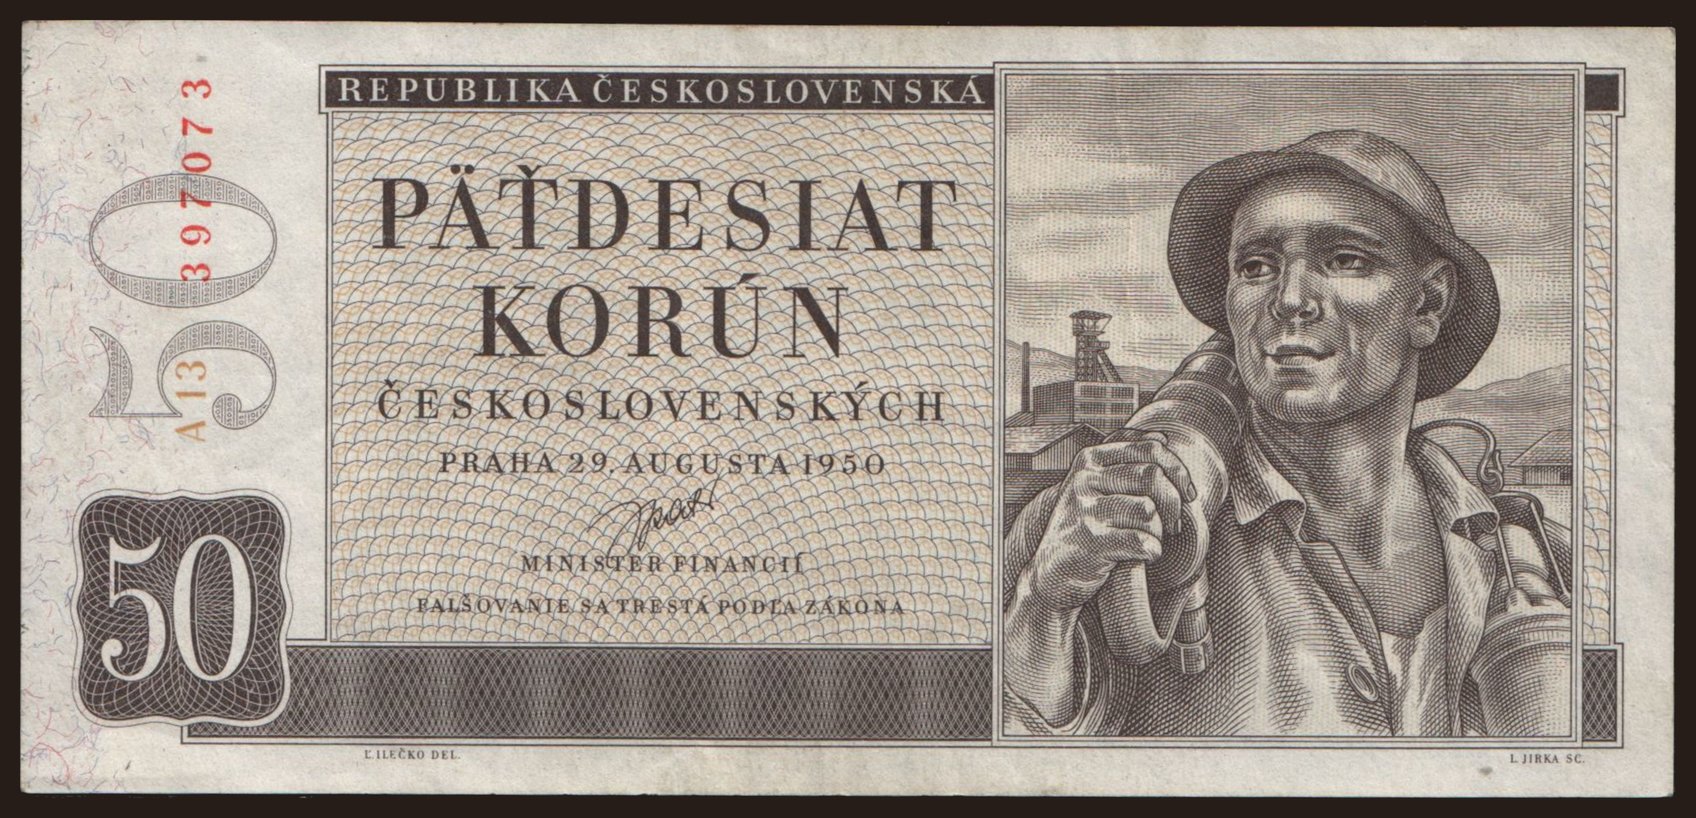 REPUBLIKA ČESKOSLOVENSKÁ
PÄŤDESIAT
KORÚN
ČESKOSLOVENSKÝCH
PRAHA 29. AUGUSTA 1950
MINISTER FINANCIÍ
FALŠOVANIE SA TRESTÁ PODĽA ZÁKONA
A 13 397073
50
50
Ľ. ILEČKO DEL.
L. JIRKA SC.